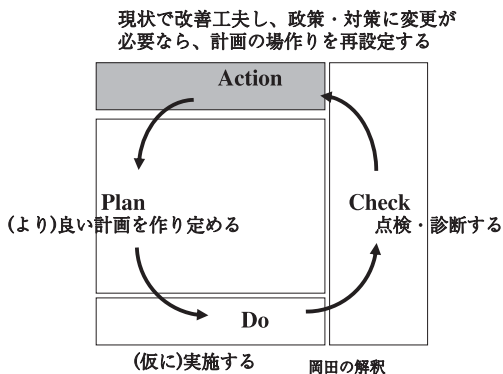 現状で改善工夫し、政策・対策に変更が
必要なら、計画の場作りを再設定する
Action
Plan
(より)良い計画を作り定める
Check
点検・診断する
Do
(仮に)実施する
岡田の解釈